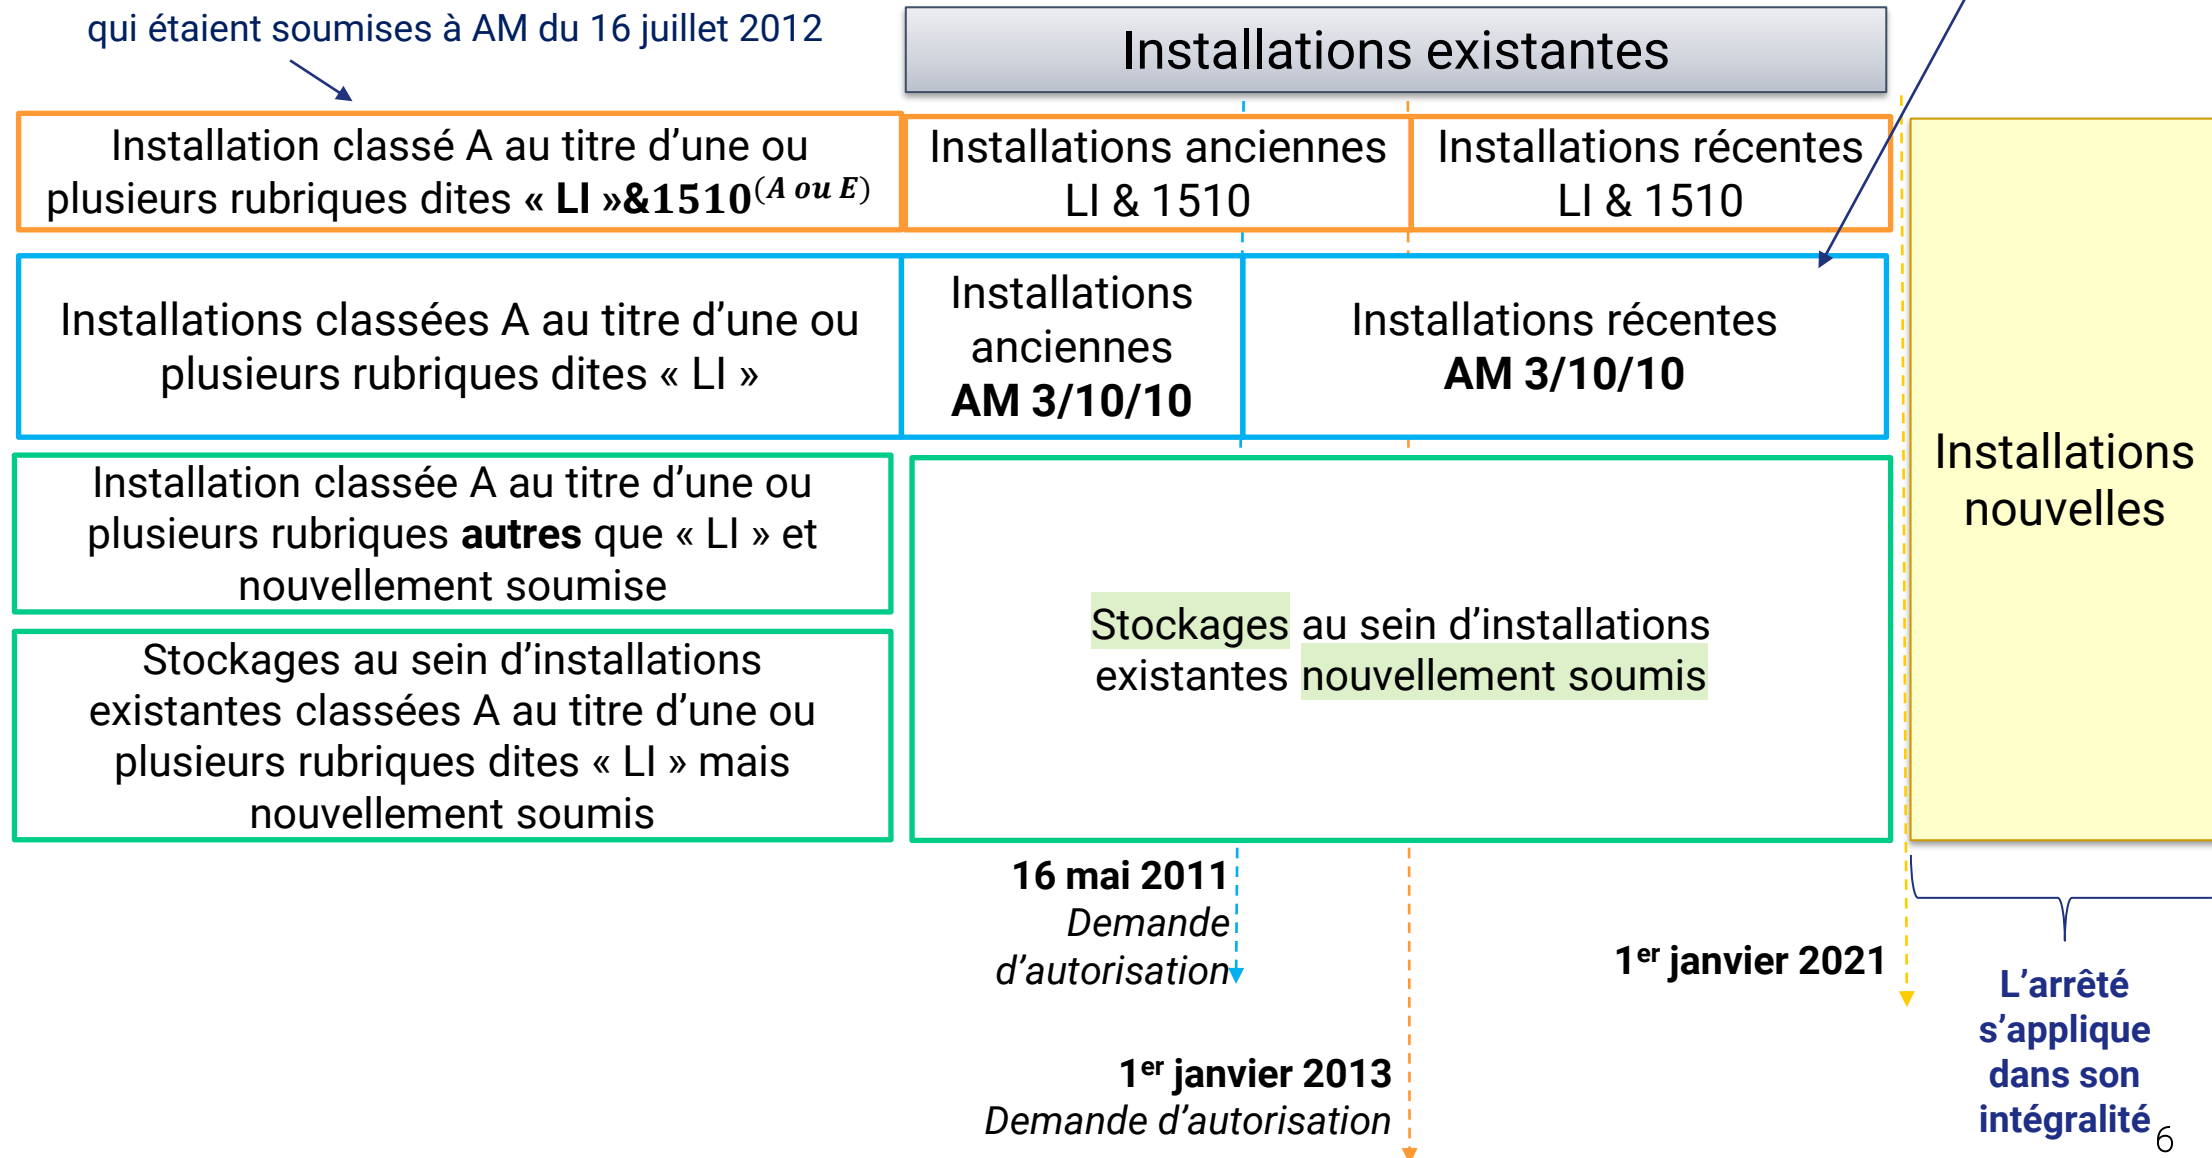 qui étaient soumises à AM du 16 juillet 2012
Installations existantes
Installation classé A au titre d’une ou
plusieurs rubriques dites « LI »&1510(A ou E)
Installations anciennes
LI & 1510
Installations récentes
LI & 1510
Installations classées A au titre d’une ou
plusieurs rubriques dites « LI »
Installations
anciennes
AM 3/10/10
Installations récentes
AM 3/10/10
Installation classée A au titre d’une ou
plusieurs rubriques autres que « LI » et
nouvellement soumise
Stockages au sein d’installations
existantes classées A au titre d’une ou
plusieurs rubriques dites « LI » mais
nouvellement soumis
Stockages au sein d’installations
existantes nouvellement soumis
Installations
nouvelles
16 mai 2011
Demande
d’autorisation
1er janvier 2021
1er janvier 2013
Demande d’autorisation
L’arrêté
s’applique
dans son
intégralité
6